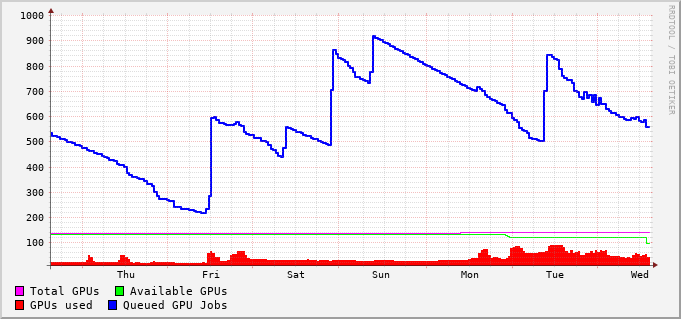 1000
900
800
700
600
500
400
300
200
100
Thu Fri Sat Sun Mon Tue Wed
Total GPUs Available GPUs
GPUs used Queued GPU Jobs
RRDTOOL / TOBI OETIKER